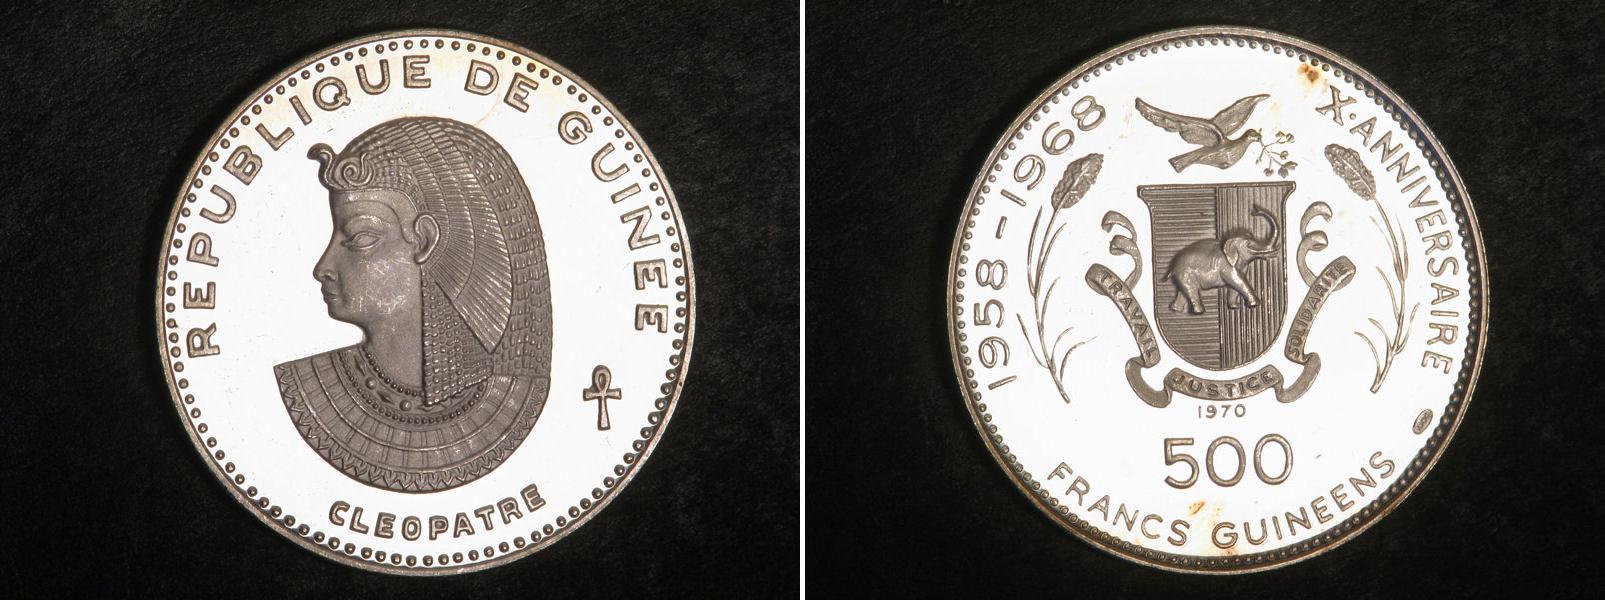 REPUBLIQUE DE GUINEE
CLEOPATRE
1958-1968
X·ANNIVERSAIRE
TRAVAIL
JUSTICE
SOLIDARITE
1970
500
FRANCS GUINEENS